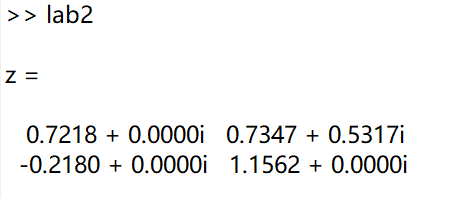 >> lab2
z =
0.7218 + 0.0000i 0.7347 + 0.5317i
-0.2180 + 0.0000i 1.1562 + 0.0000i